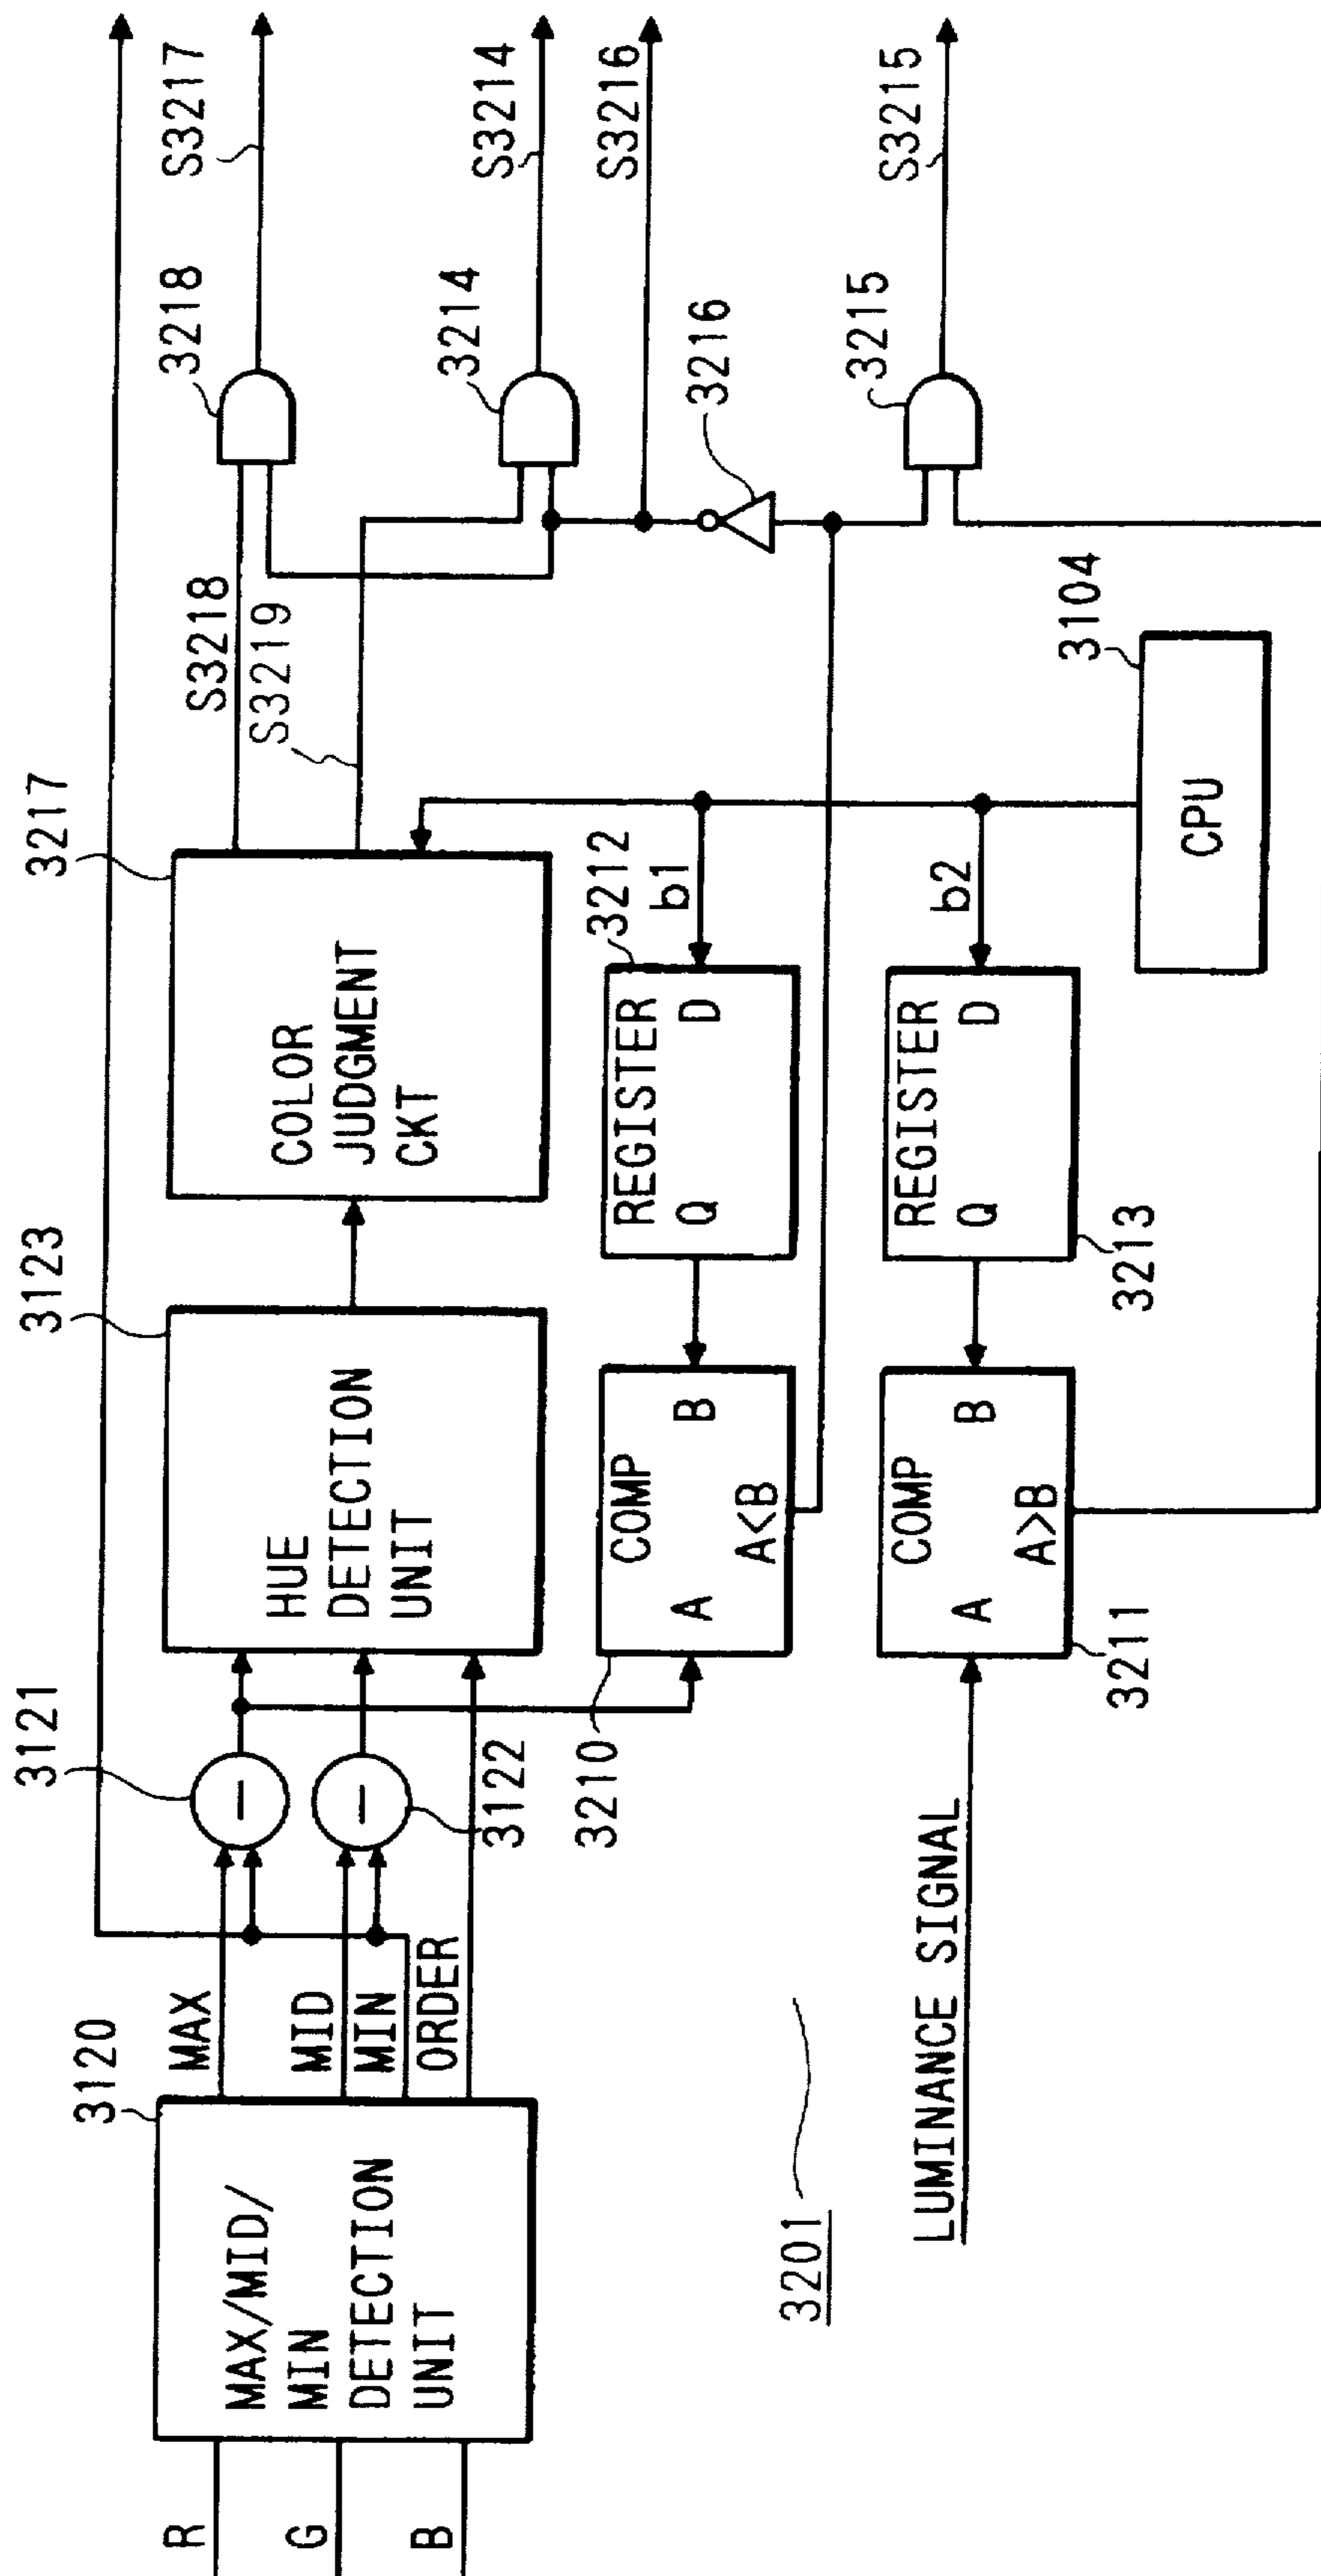 R
G
B
3120
MAX/MID/
MIN
DETECTION
UNIT
MAX
MID
MIN
ORDER
3121
3122
3123
HUE
DETECTION
UNIT
3217
COLOR
JUDGMENT
CKT
S3218
S3219
3218
S3217
3214
S3214
S3216
3216
3215
S3215
3210
COMP
A
B
A<B
3212
REGISTER
Q
D
b1
LUMINANCE SIGNAL
3211
COMP
A
B
A>B
3213
REGISTER
Q
D
b2
3104
CPU
3201